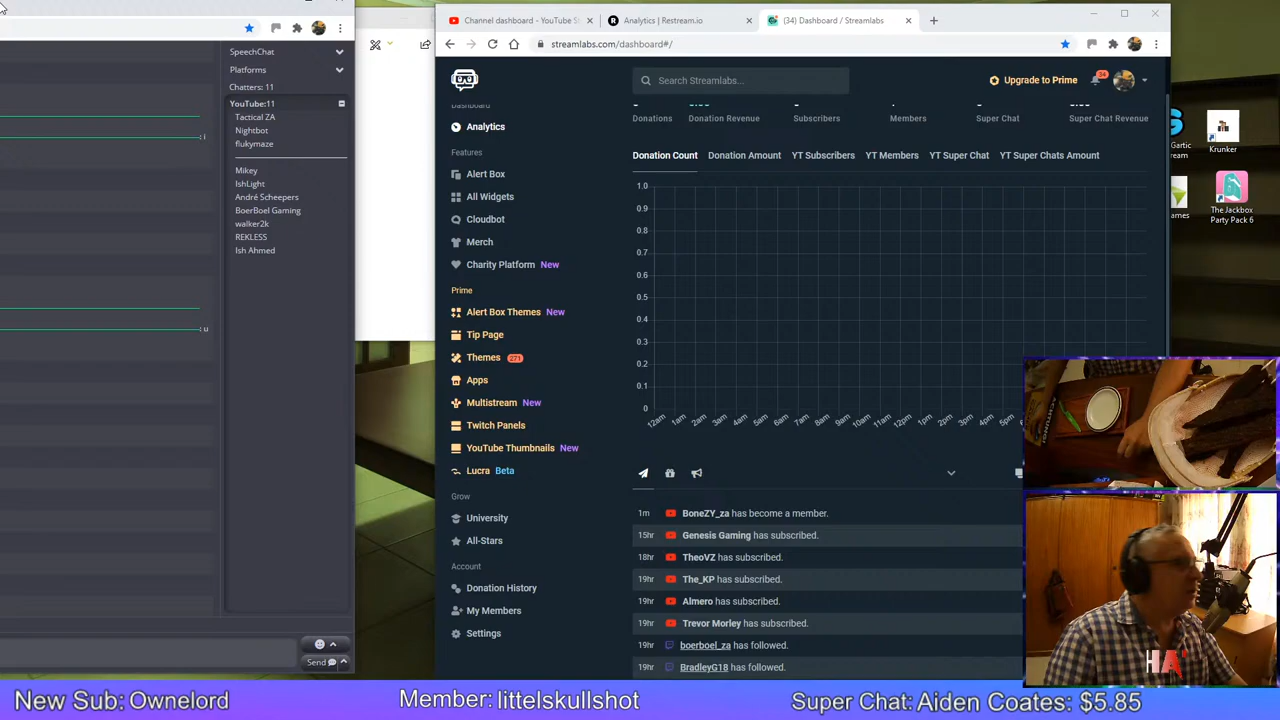 SpeechChat
Platforms
Chatters: 11
YouTube:11
Tactical ZA
Nightbot
flukymaze
Mikey
IshLight
André Scheepers
BoerBoel Gaming
walker2k
REKLESS
Ish Ahmed
: u
Send
Channel dashboard - YouTube S
Analytics | Restream.io
(34) Dashboard / Streamlabs
streamlabs.com/dashboard#/
Search Streamlabs...
Upgrade to Prime
34
Dashboard
Analytics
Features
Alert Box
All Widgets
Cloudbot
Merch
Charity Platform New
Prime
Alert Box Themes New
Tip Page
Themes 271
Apps
Multistream New
Twitch Panels
YouTube Thumbnails New
Lucra Beta
Grow
University
All-Stars
Account
Donation History
My Members
Settings
Donations
Donation Revenue
Subscribers
Members
Super Chat
Super Chat Revenue
Donation Count
Donation Amount
YT Subscribers
YT Members
YT Super Chat
YT Super Chats Amount
1.0
0.9
0.8
0.7
0.6
0.5
0.4
0.3
0.2
0.1
0
12am 1am 2am 3am 4am 5am 6am 7am 8am 9am 10am 11am 12pm 1pm 2pm 3pm 4pm 5pm
1m BoneZY_za has become a member.
15hr Genesis Gaming has subscribed.
18hr TheoVZ has subscribed.
19hr The_KP has subscribed.
19hr Almero has subscribed.
19hr Trevor Morley has subscribed.
19hr boerboel_za has followed.
19hr BradleyG18 has followed.
Gartic
Krunker
The Jackbox
Party Pack 6
HA
New Sub: Ownelord
Member: littelskullshot
Super Chat: Aiden Coates: $5.85